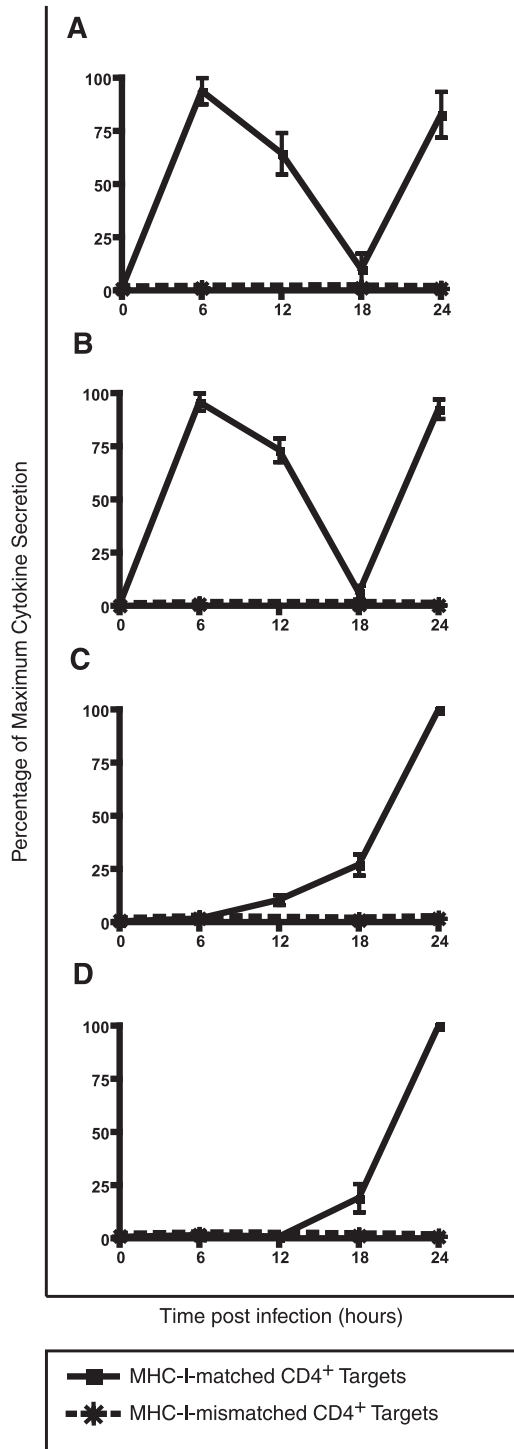 A
100
75
50
25
0
0 6 12 18 24
B
100
75
50
25
0
0 6 12 18 24
C
100
75
50
25
0
0 6 12 18 24
D
100
75
50
25
0
0 6 12 18 24
Percentage of Maximum Cytokine Secretion
Time post infection (hours)
MHC-I-matched CD4+ Targets
MHC-I-mismatched CD4+ Targets